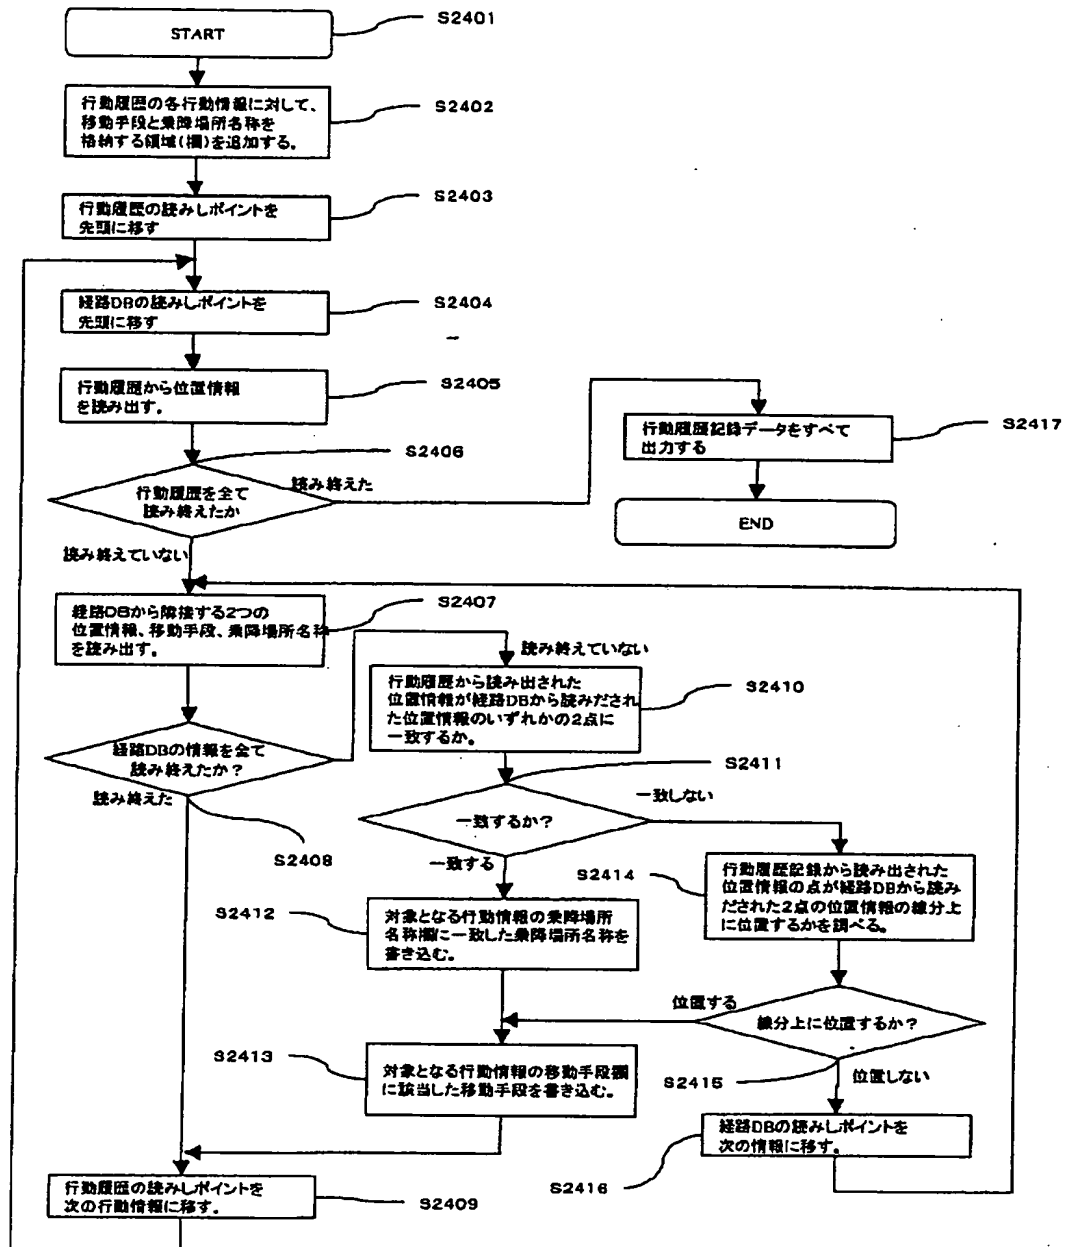 START
S2401
行動履歴の各行動情報に対して、
移動手段と乗降場所名称を
格納する領域(欄)を追加する。
S2402
行動履歴の読みしポイントを
先頭に移す
S2403
経路DBの読みしポイントを
先頭に移す
S2404
行動履歴から位置情報
を読み出す。
S2405
行動履歴を全て
読み終えたか
S2406
読み終えた
行動履歴記録データをすべて
出力する
S2417
END
読み終えていない
経路DBから隣接する2つの
位置情報、移動手段、乗降場所名称
を読み出す。
S2407
経路DBの情報を全て
読み終えたか?
読み終えた
S2408
読み終えていない
行動履歴から読み出された
位置情報が経路DBから読みだされ
た位置情報のいずれかの2点に
一致するか。
S2410
一致するか?
S2411
一致しない
一致する
S2412
対象となる行動情報の乗降場所
名称欄に一致した乗降場所名称を
書き込む。
S2414
行動履歴記録から読み出された
位置情報の点が経路DBから読み
だされた2点の位置情報の線分上
に位置するかを調べる。
線分上に位置するか?
位置する
S2415
位置しない
S2413
対象となる行動情報の移動手段欄
に該当した移動手段を書き込む。
経路DBの読みしポイントを
次の情報に移す。
S2416
行動履歴の読みしポイントを
次の行動情報に移す。
S2409